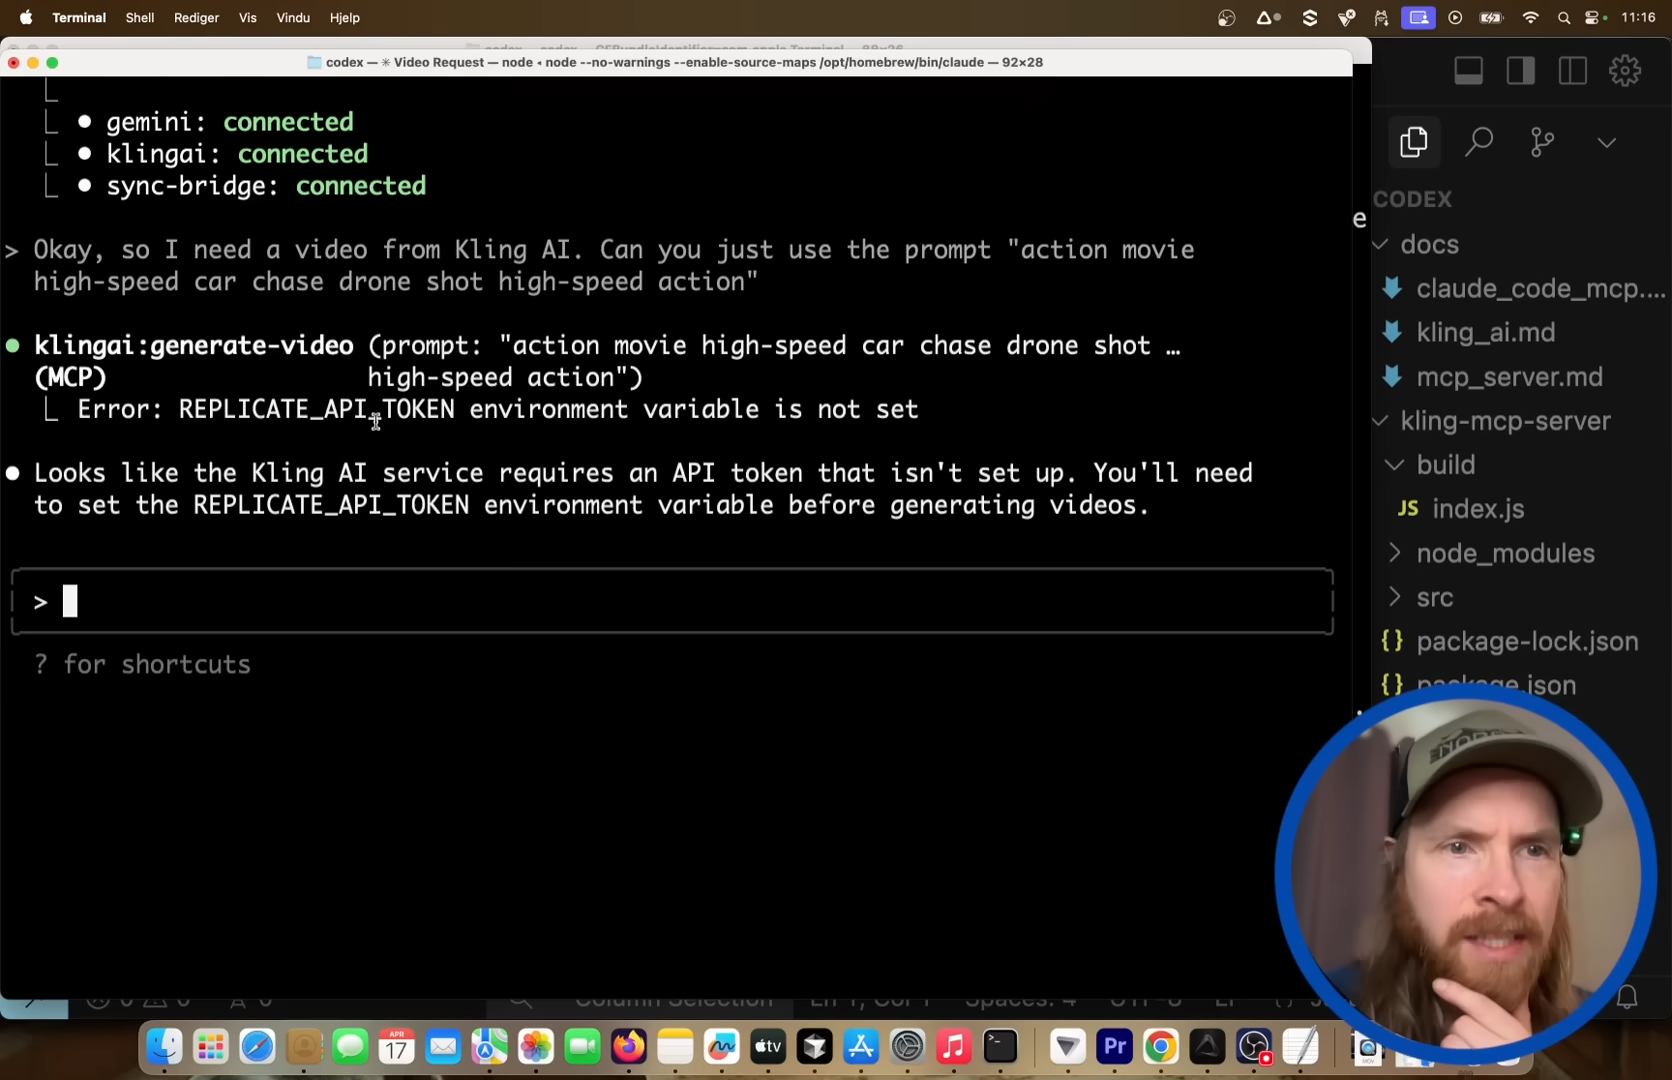 Terminal Shell Rediger Vis Vindu Hjelp
11:16
codex — ✳ Video Request — node ◂ node --no-warnings --enable-source-maps /opt/homebrew/bin/claude — 92×28
gemini: connected
klingai: connected
sync-bridge: connected
> Okay, so I need a video from Kling AI. Can you just use the prompt "action movie
high-speed car chase drone shot high-speed action"
klingai:generate-video (prompt: "action movie high-speed car chase drone shot …
(MCP) high-speed action")
Error: REPLICATE_API_TOKEN environment variable is not set
Looks like the Kling AI service requires an API token that isn't set up. You'll need
to set the REPLICATE_API_TOKEN environment variable before generating videos.
>
? for shortcuts
e
CODEX
docs
claude_code_mcp....
kling_ai.md
mcp_server.md
kling-mcp-server
build
JS index.js
node_modules
src
{} package-lock.json
{} package.json
APR
17
tv
Pr